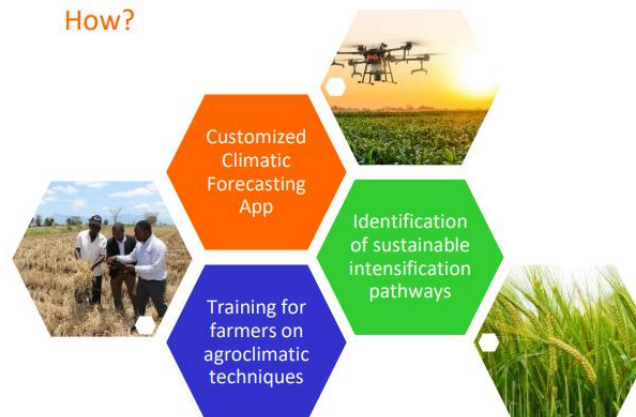 How?
Customized
Climatic
Forecasting
App
Identification
of sustainable
intensification
pathways
Training for
farmers on
agroclimatic
techniques